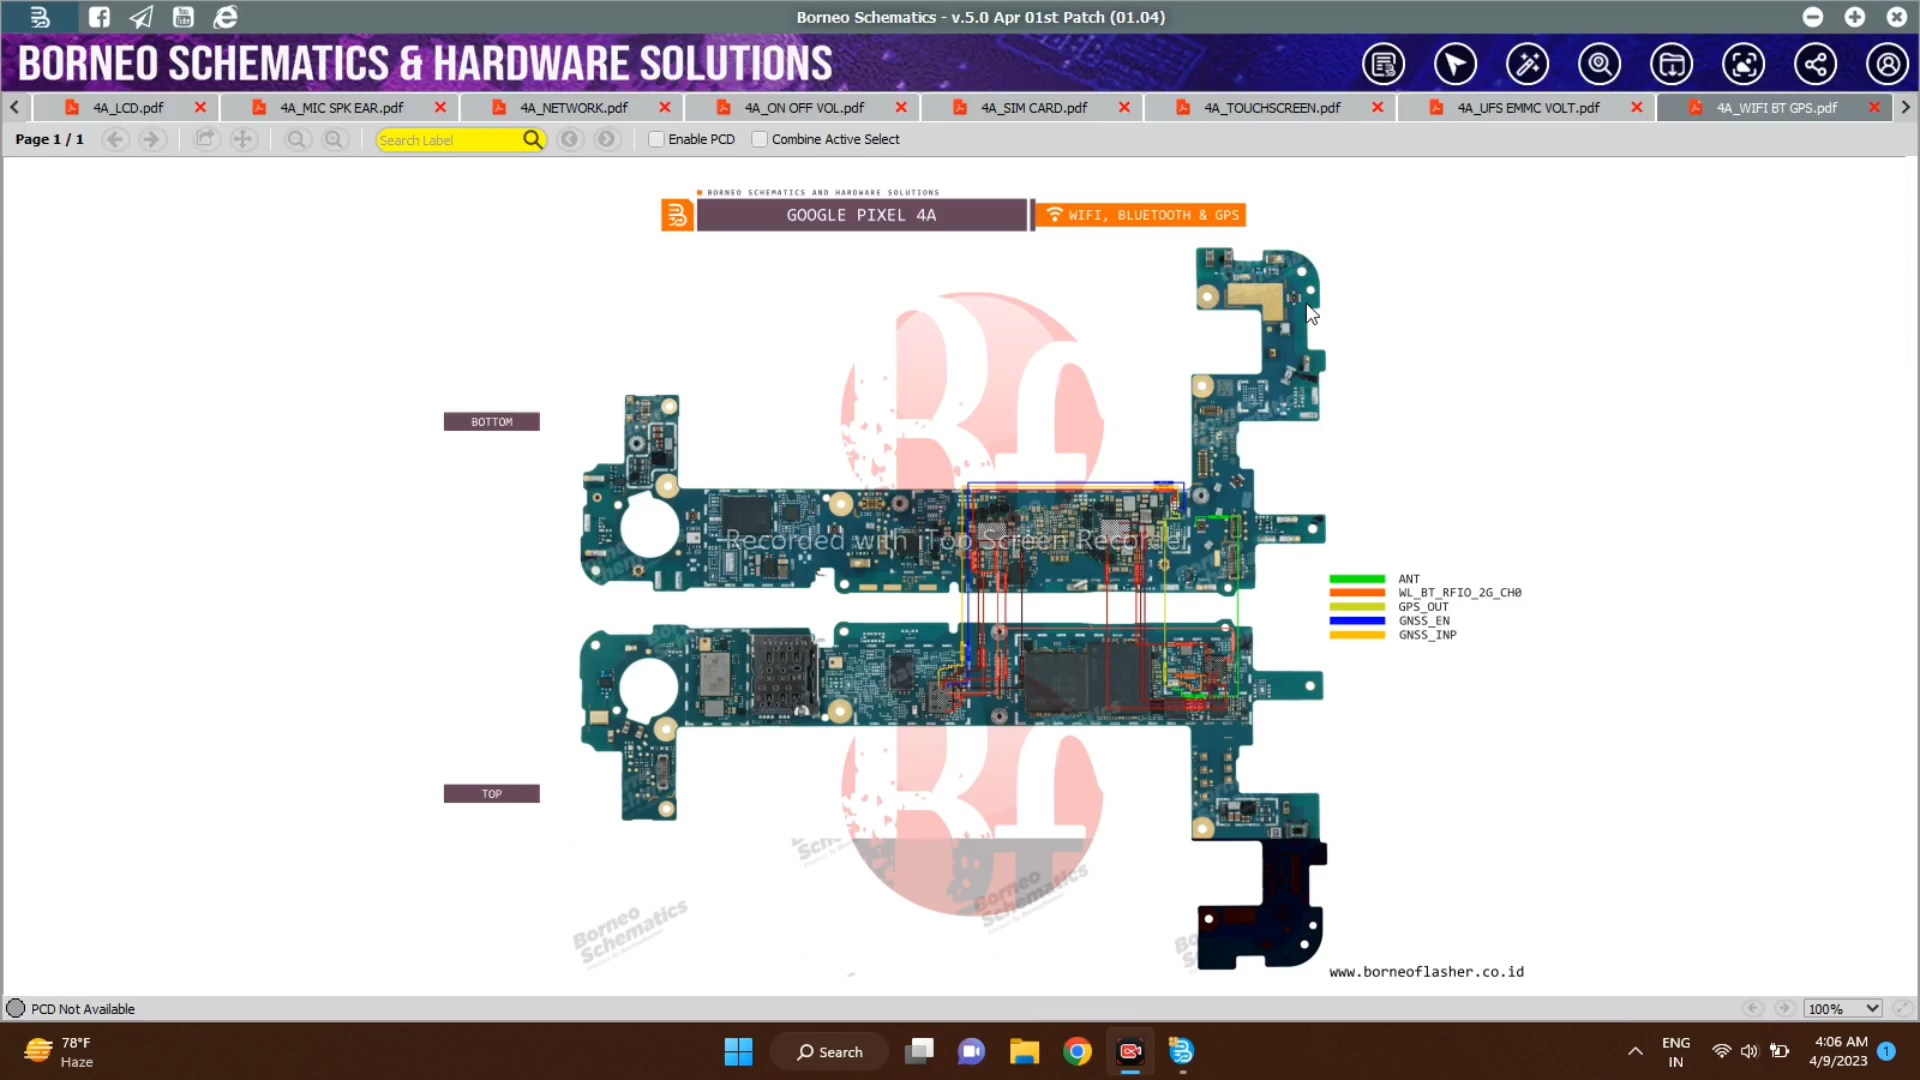 Borneo Schematics - v.5.0 Apr 01st Patch (01.04)
BORNEO SCHEMATICS & HARDWARE SOLUTIONS
4A_LCD.pdf
4A_MIC SPK EAR.pdf
4A_NETWORK.pdf
4A_ON OFF VOL.pdf
4A_SIM CARD.pdf
4A_TOUCHSCREEN.pdf
4A_UFS EMMC VOLT.pdf
4A_WIFI BT GPS.pdf
Page 1 / 1
Search Label
Enable PCD
Combine Active Select
BORNEO SCHEMATICS AND HARDWARE SOLUTIONS
GOOGLE PIXEL 4A
WIFI, BLUETOOTH & GPS
BOTTOM
Recorded with iTop Screen Recorder
ANT
WL_BT_RFIO_2G_CH0
GPS_OUT
GNSS_EN
GNSS_INP
TOP
Borneo
Schematics
Borneo
Schematics
www.borneoflasher.co.id
PCD Not Available
100%
78°F
Haze
Search
ENG
IN
4:06 AM
4/9/2023
1